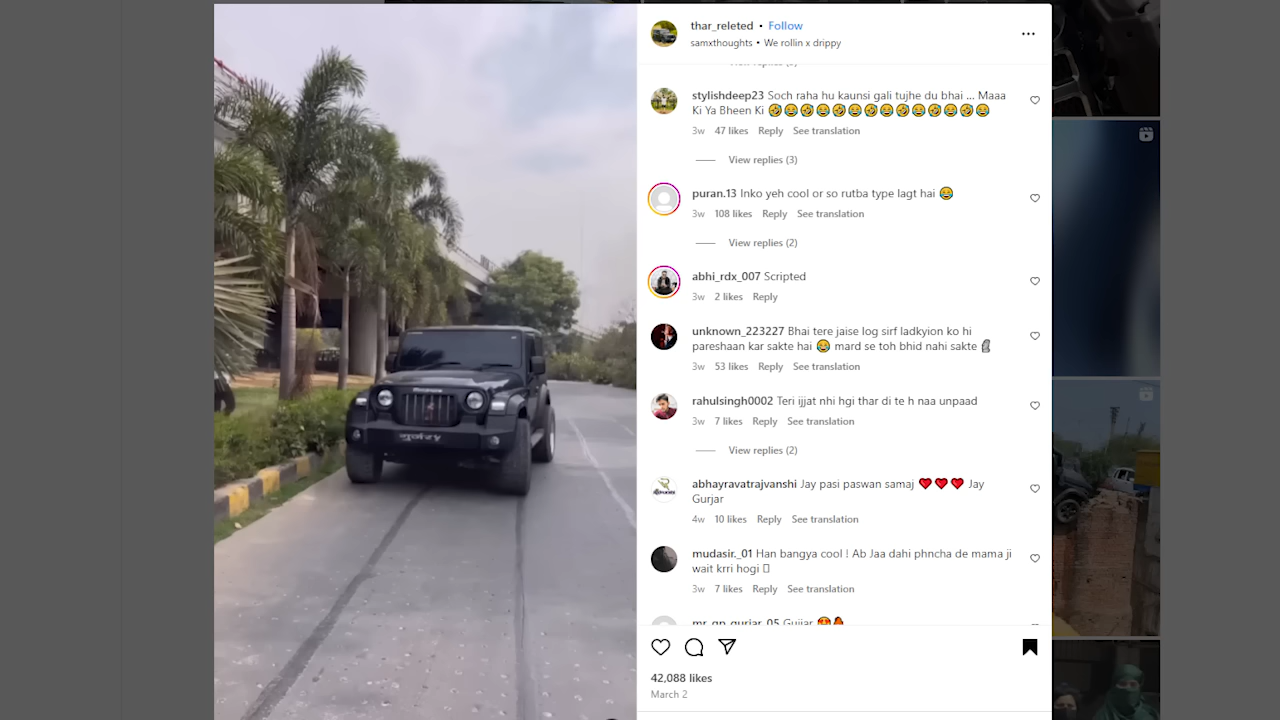 thar_releted • Follow
samxthoughts • We rollin x drippy
stylishdeep23 Soch raha hu kaunsi gali tujhe du bhai ... Maaa
Ki Ya Bheen Ki 🤣😂🤣😂🤣😂🤣😂🤣😂🤣😂🤣😂
3w 47 likes Reply See translation
View replies (3)
puran.13 Inko yeh cool or so rutba type lagt hai 😂
3w 108 likes Reply See translation
View replies (2)
abhi_rdx_007 Scripted
3w 2 likes Reply
unknown_223227 Bhai tere jaise log sirf ladkyion ko hi
pareshaan kar sakte hai 😂 mard se toh bhid nahi sakte 🗿
3w 53 likes Reply See translation
rahulsingh0002 Teri ijjat nhi hgi thar di te h naa unpaad
3w 7 likes Reply See translation
View replies (2)
abhayravatrajvanshi Jay pasi paswan samaj ❤️❤️❤️ Jay
Gurjar
4w 10 likes Reply See translation
mudasir._01 Han bangya cool ! Ab Jaa dahi phncha de mama ji
wait krri hogi
3w 7 likes Reply See translation
42,088 likes
March 2